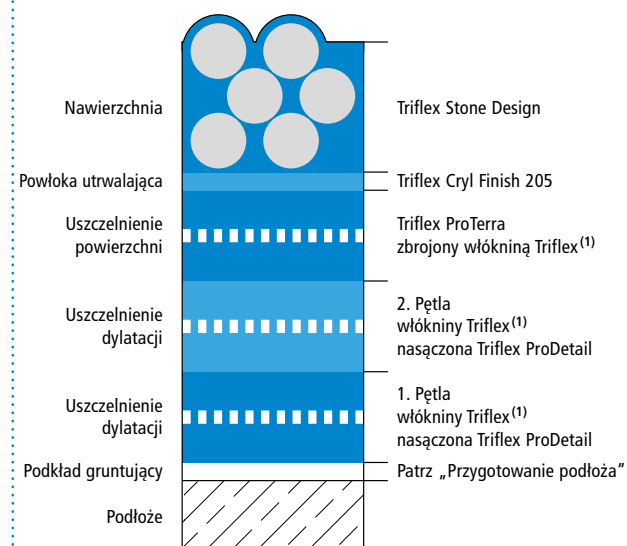 Nawierzchnia
Triflex Stone Design
Powłoka utrwalająca
Triflex Cryl Finish 205
Uszczelnienie
powierzchni
Triflex ProTerra
zbrojony włókniną Triflex(1)
Uszczelnienie
dylatacji
2. Pętla
włókniny Triflex(1)
nasączona Triflex ProDetail
Uszczelnienie
dylatacji
1. Pętla
włókniny Triflex(1)
nasączona Triflex ProDetail
Podkład gruntujący
Patrz „Przygotowanie podłoża"
Podłoże